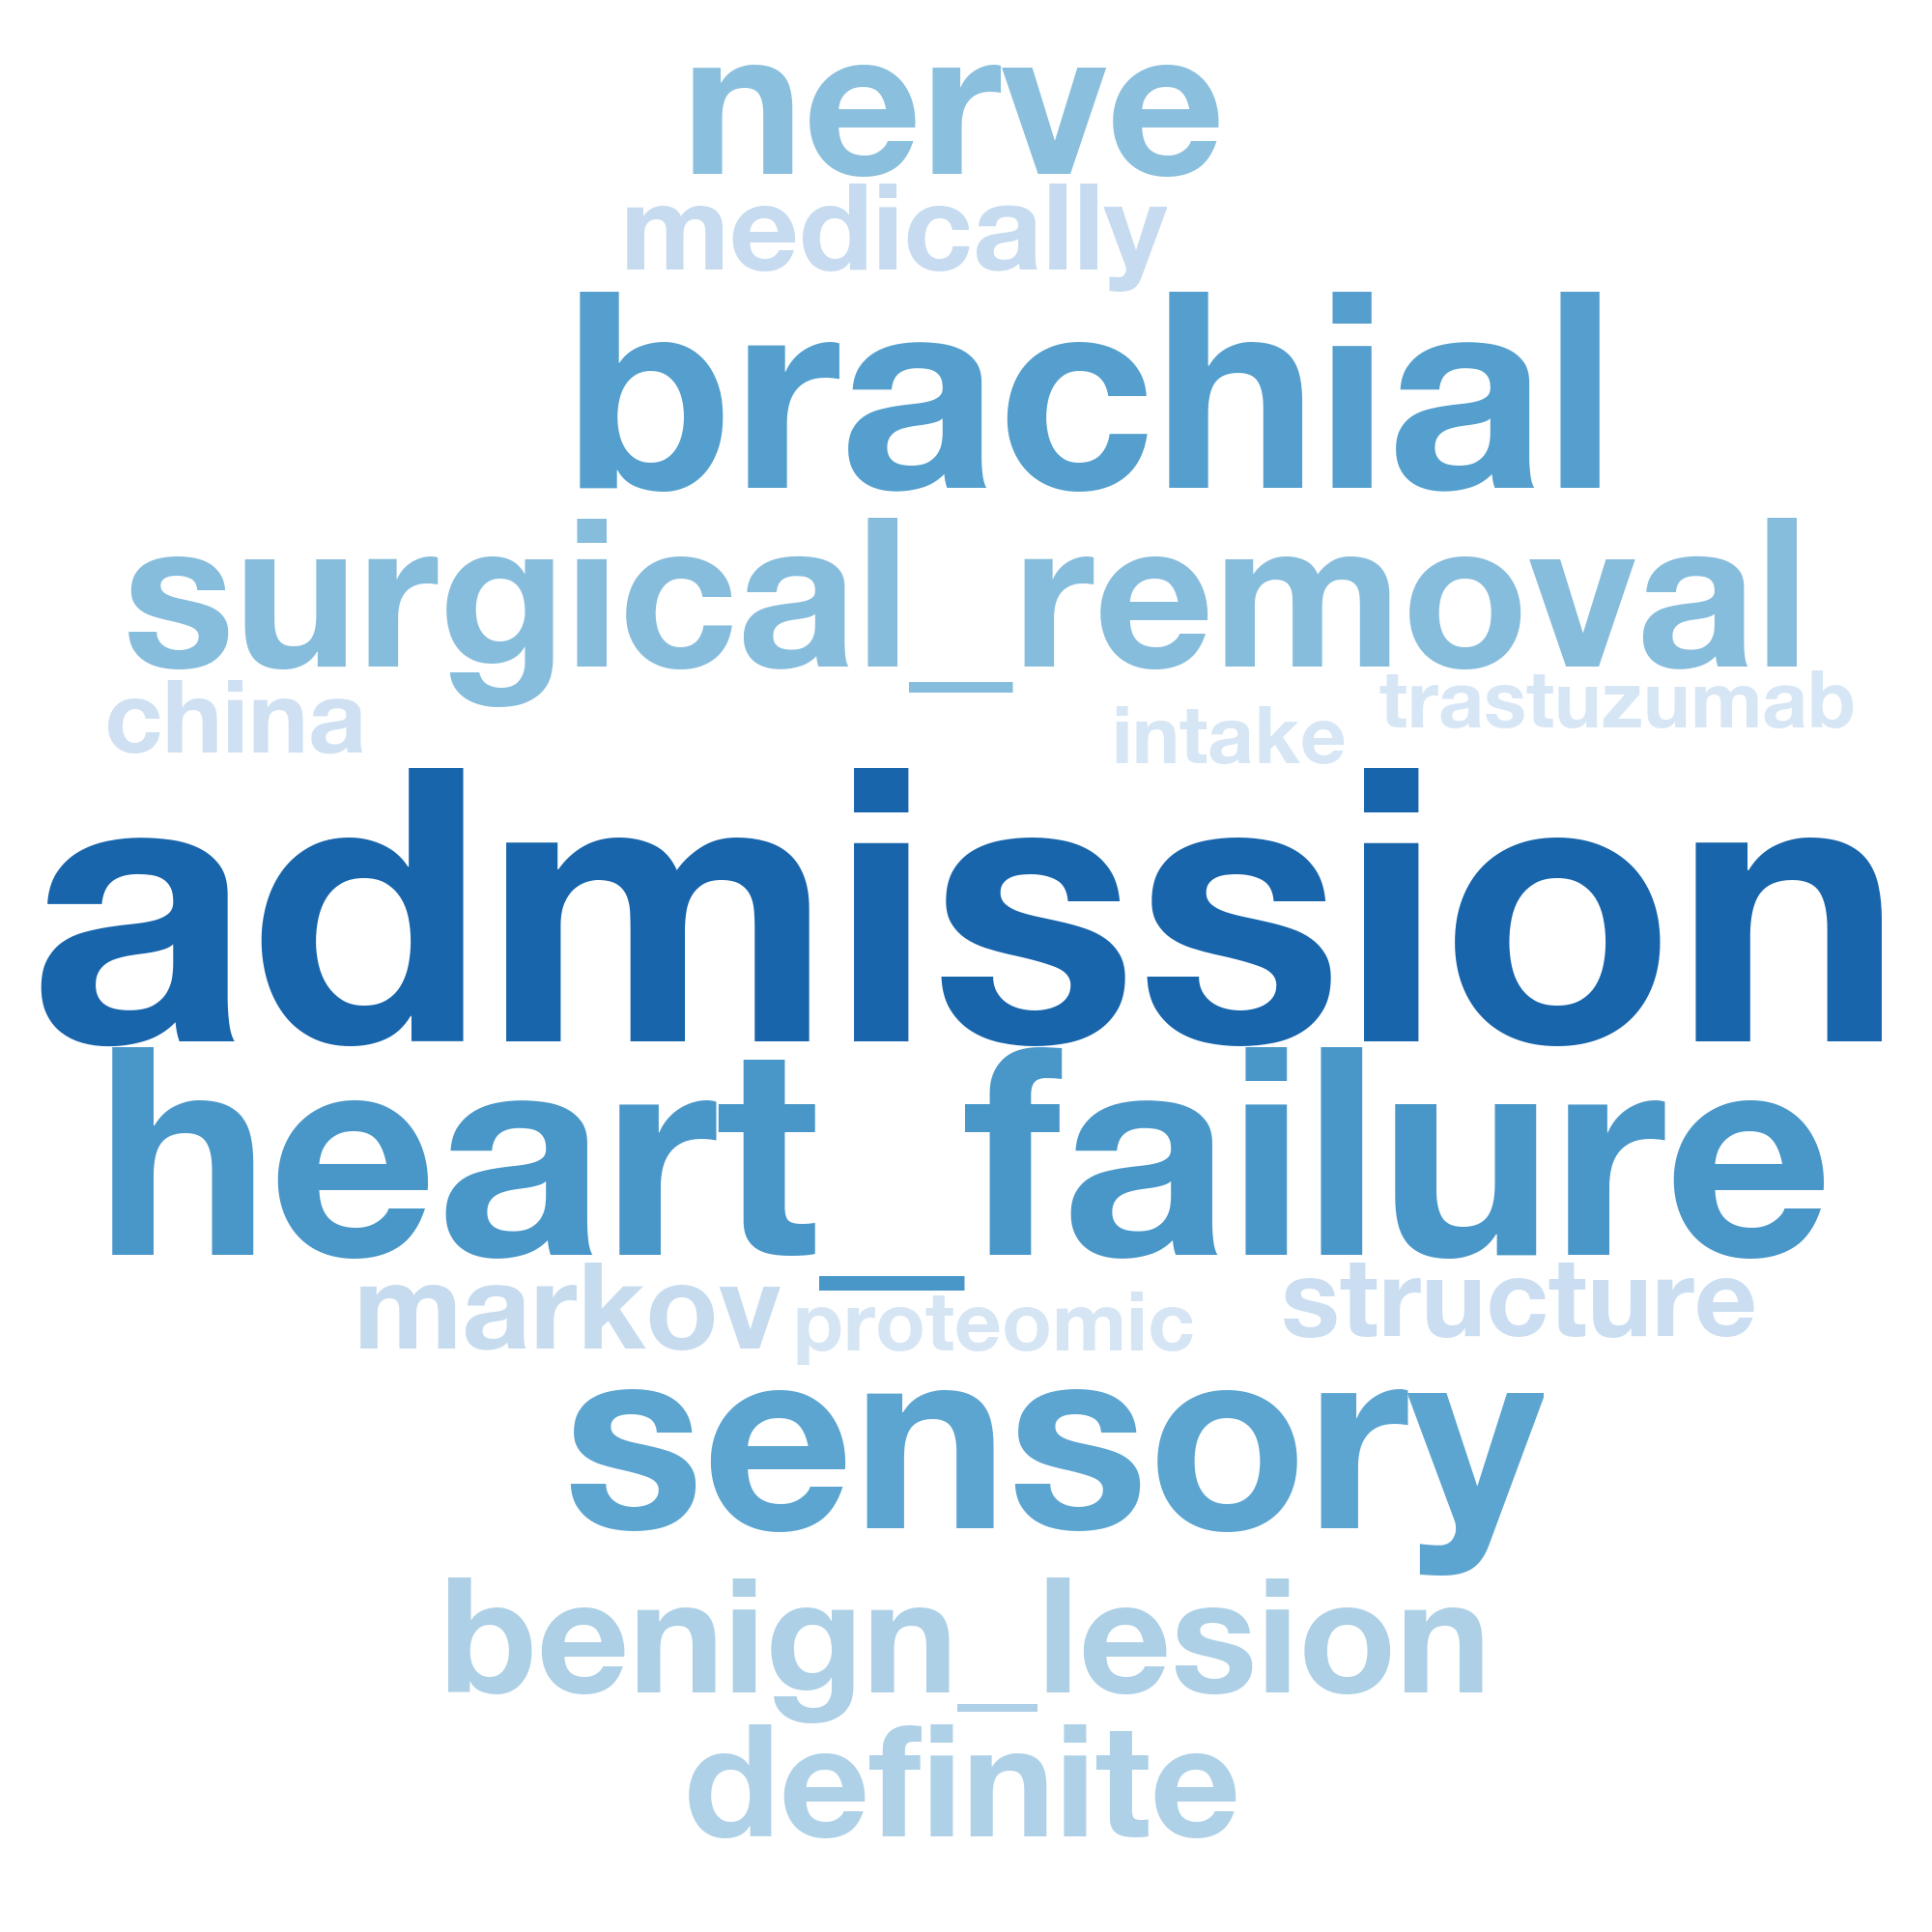 nerve
medically
brachial
surgical_removal
china intake trastuzumab
admission
heart_failure
markov proteomic structure
sensory
benign_lesion
definite